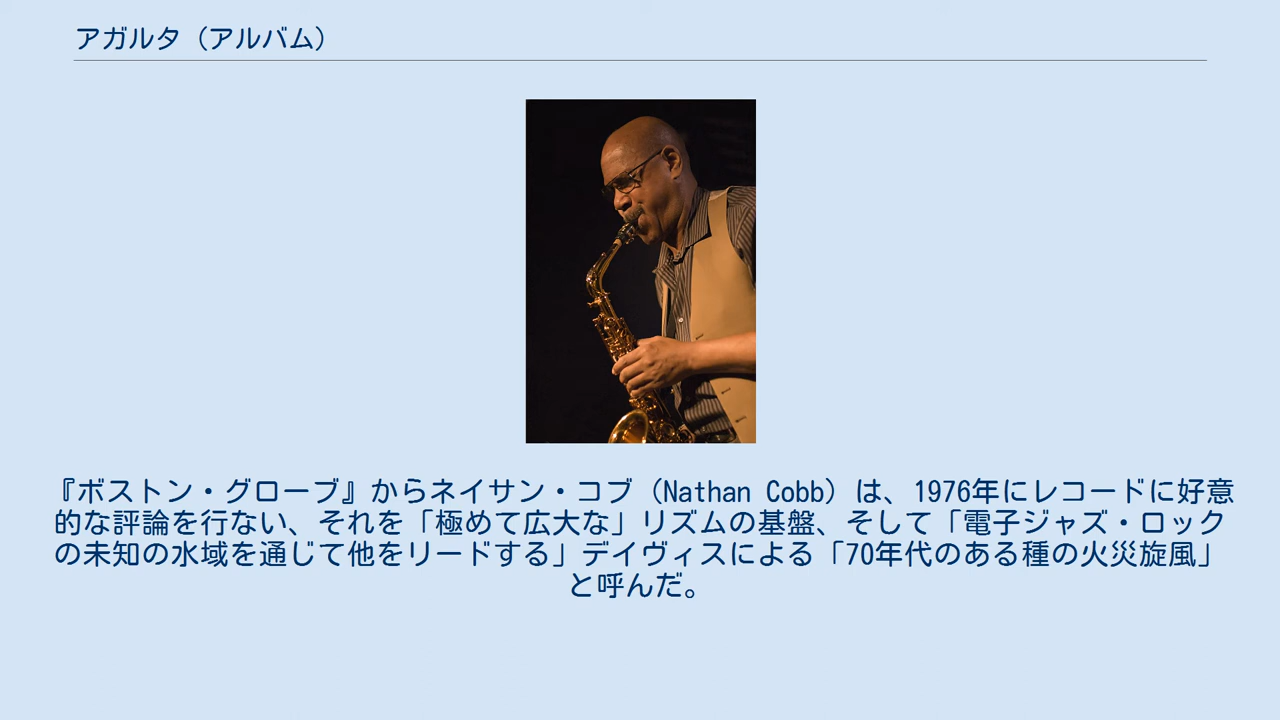 アガルタ（アルバム）
『ボストン・グローブ』からネイサン・コブ（Nathan Cobb）は、1976年にレコードに好意
的な評論を行ない、それを「極めて広大な」リズムの基盤、そして「電子ジャズ・ロック
の未知の水域を通じて他をリードする」デイヴィスによる「70年代のある種の火災旋風」
と呼んだ。